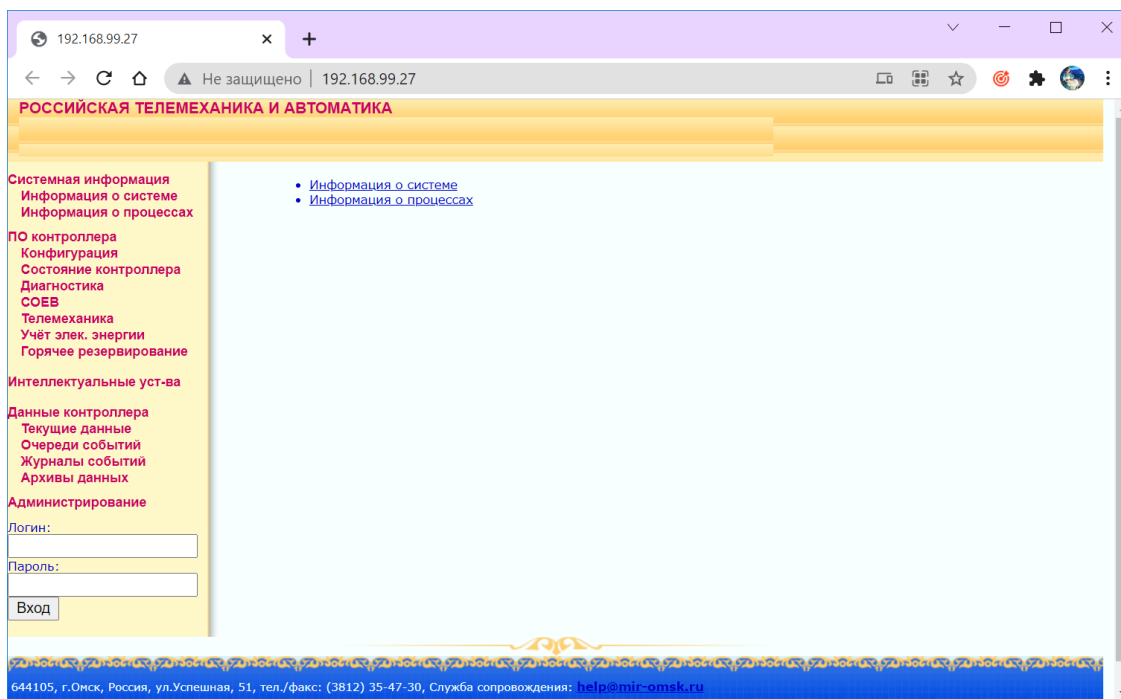 192.168.99.27
Не защищено | 192.168.99.27
РОССИЙСКАЯ ТЕЛЕМЕХАНИКА И АВТОМАТИКА
Системная информация
Информация о системе
Информация о процессах
ПО контроллера
Конфигурация
Состояние контроллера
Диагностика
СОЕВ
Телемеханика
Учёт элек. энергии
Горячее резервирование
Интеллектуальные уст-ва
Данные контроллера
Текущие данные
Очереди событий
Журналы событий
Архивы данных
Администрирование
Логин:
Пароль:
Вход
• Информация о системе
• Информация о процессах
644105, г.Омск, Россия, ул.Успешная, 51, тел./факс: (3812) 35-47-30, Служба сопровождения: help@mir-omsk.ru